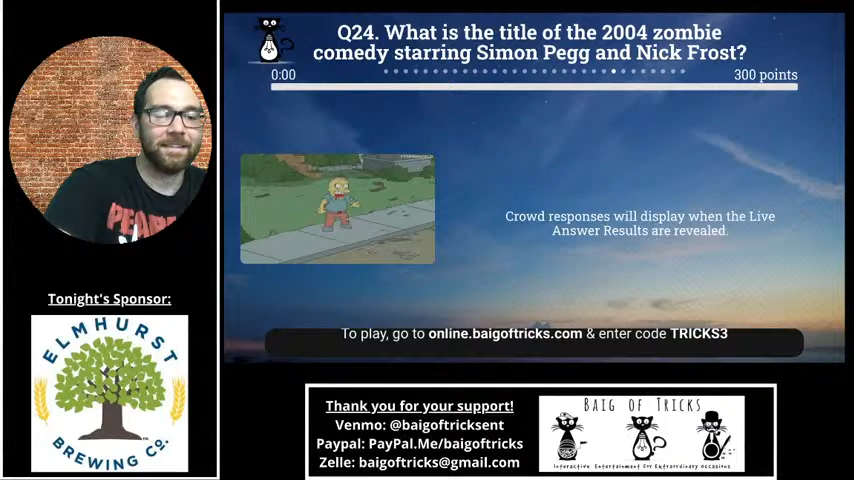 Q24. What is the title of the 2004 zombie
comedy starring Simon Pegg and Nick Frost?
0:00
300 points
Crowd responses will display when the Live
Answer Results are revealed.
To play, go to online.baigoftricks.com & enter code TRICKS3
Tonight's Sponsor:
ELMHURST
BREWING CO.
Thank you for your support!
Venmo: @baigoftricksent
Paypal: PayPal.Me/baigoftricks
Zelle: baigoftricks@gmail.com
BAIG OF TRICKS
Interactive Entertainment For Extraordinary Occasions